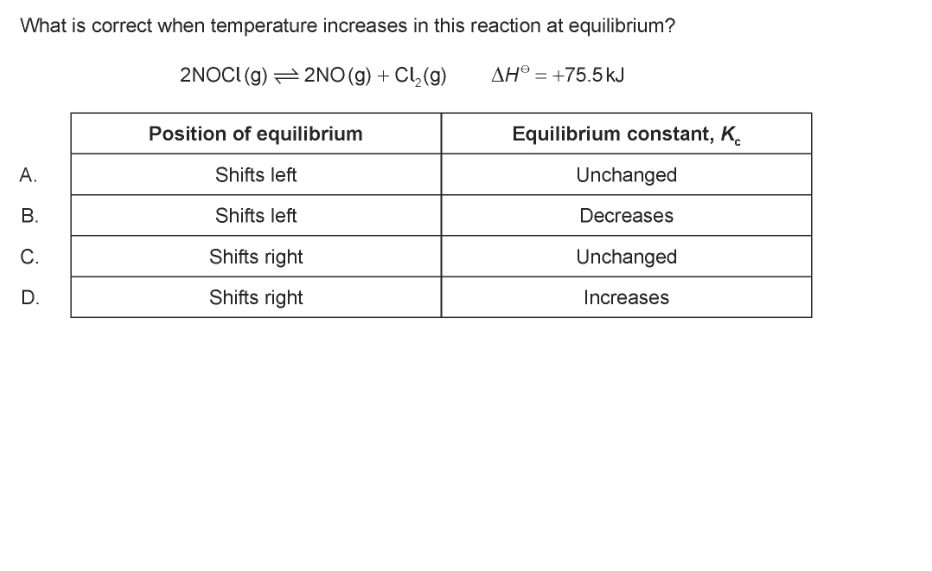 What is correct when temperature increases in this reaction at equilibrium?
2NOCl (g) ⇌ 2NO (g) + Cl₂ (g) ΔH⊖ = +75.5 kJ
Position of equilibrium Equilibrium constant, Kc
A. Shifts left Unchanged
B. Shifts left Decreases
C. Shifts right Unchanged
D. Shifts right Increases